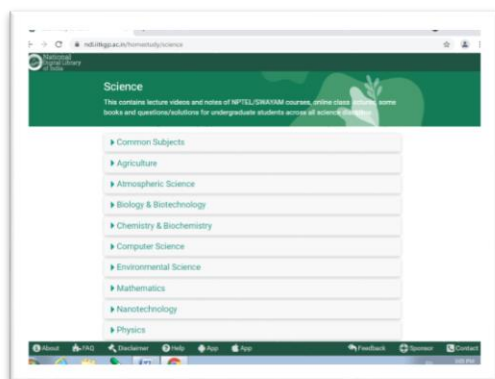 ndl.iitkgp.ac.in/homestudy/science
National
Digital Library
of India
Science
This contains lecture videos and notes of NPTEL/SWAYAM courses, online class lectures, some
books and questions/solutions for undergraduate students across all science
Common Subjects
Agriculture
Atmospheric Science
Biology & Biotechnology
Chemistry & Biochemistry
Computer Science
Environmental Science
Mathematics
Nanotechnology
Physics
About FAQ Disclaimer Help App App Feedback Sponsor Contact